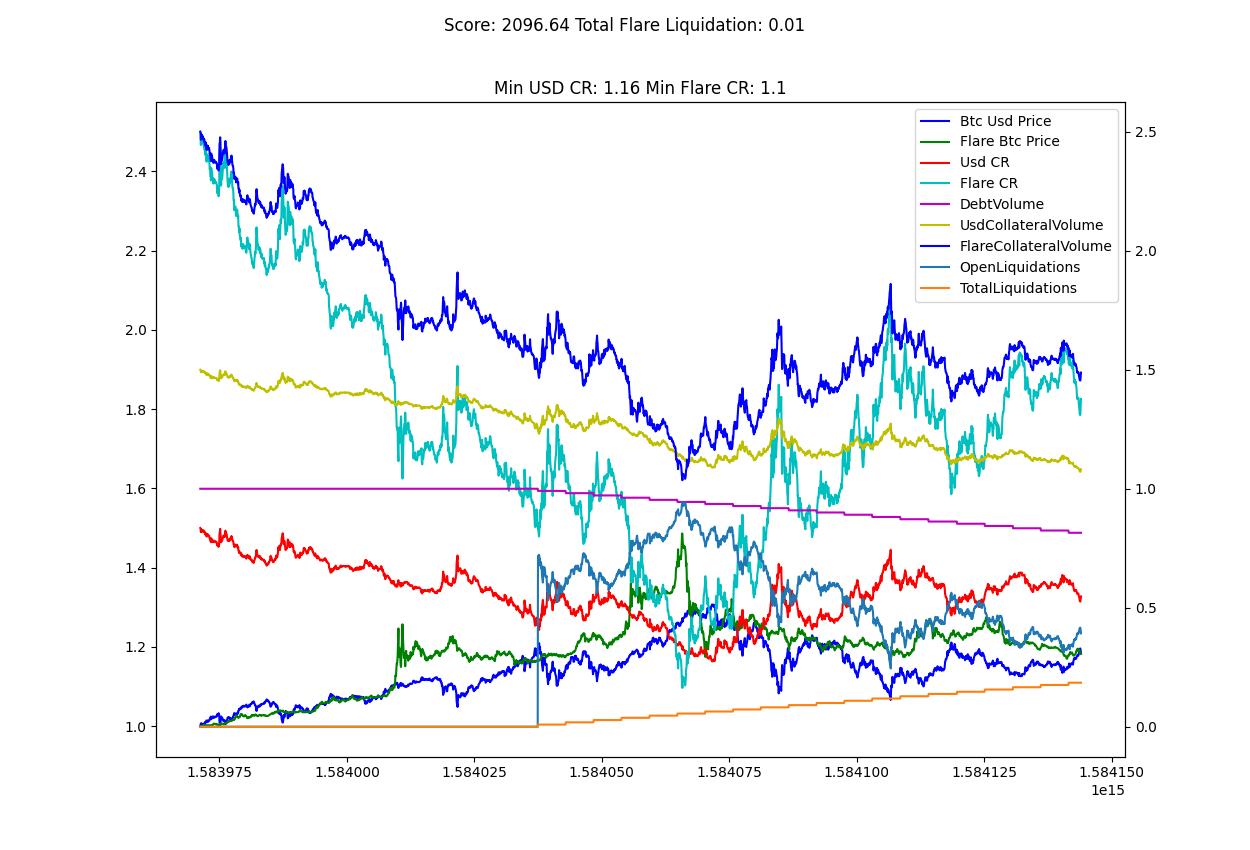 Score: 2096.64 Total Flare Liquidation: 0.01
Min USD CR: 1.16 Min Flare CR: 1.1
Btc Usd Price
Flare Btc Price
Usd CR
Flare CR
DebtVolume
UsdCollateralVolume
FlareCollateralVolume
OpenLiquidations
TotalLiquidations
2.4
2.2
2.0
1.8
1.6
1.4
1.2
1.0
2.5
2.0
1.5
1.0
0.5
0.0
1.583975 1.584000 1.584025 1.584050 1.584075 1.584100 1.584125 1.584150
1e15